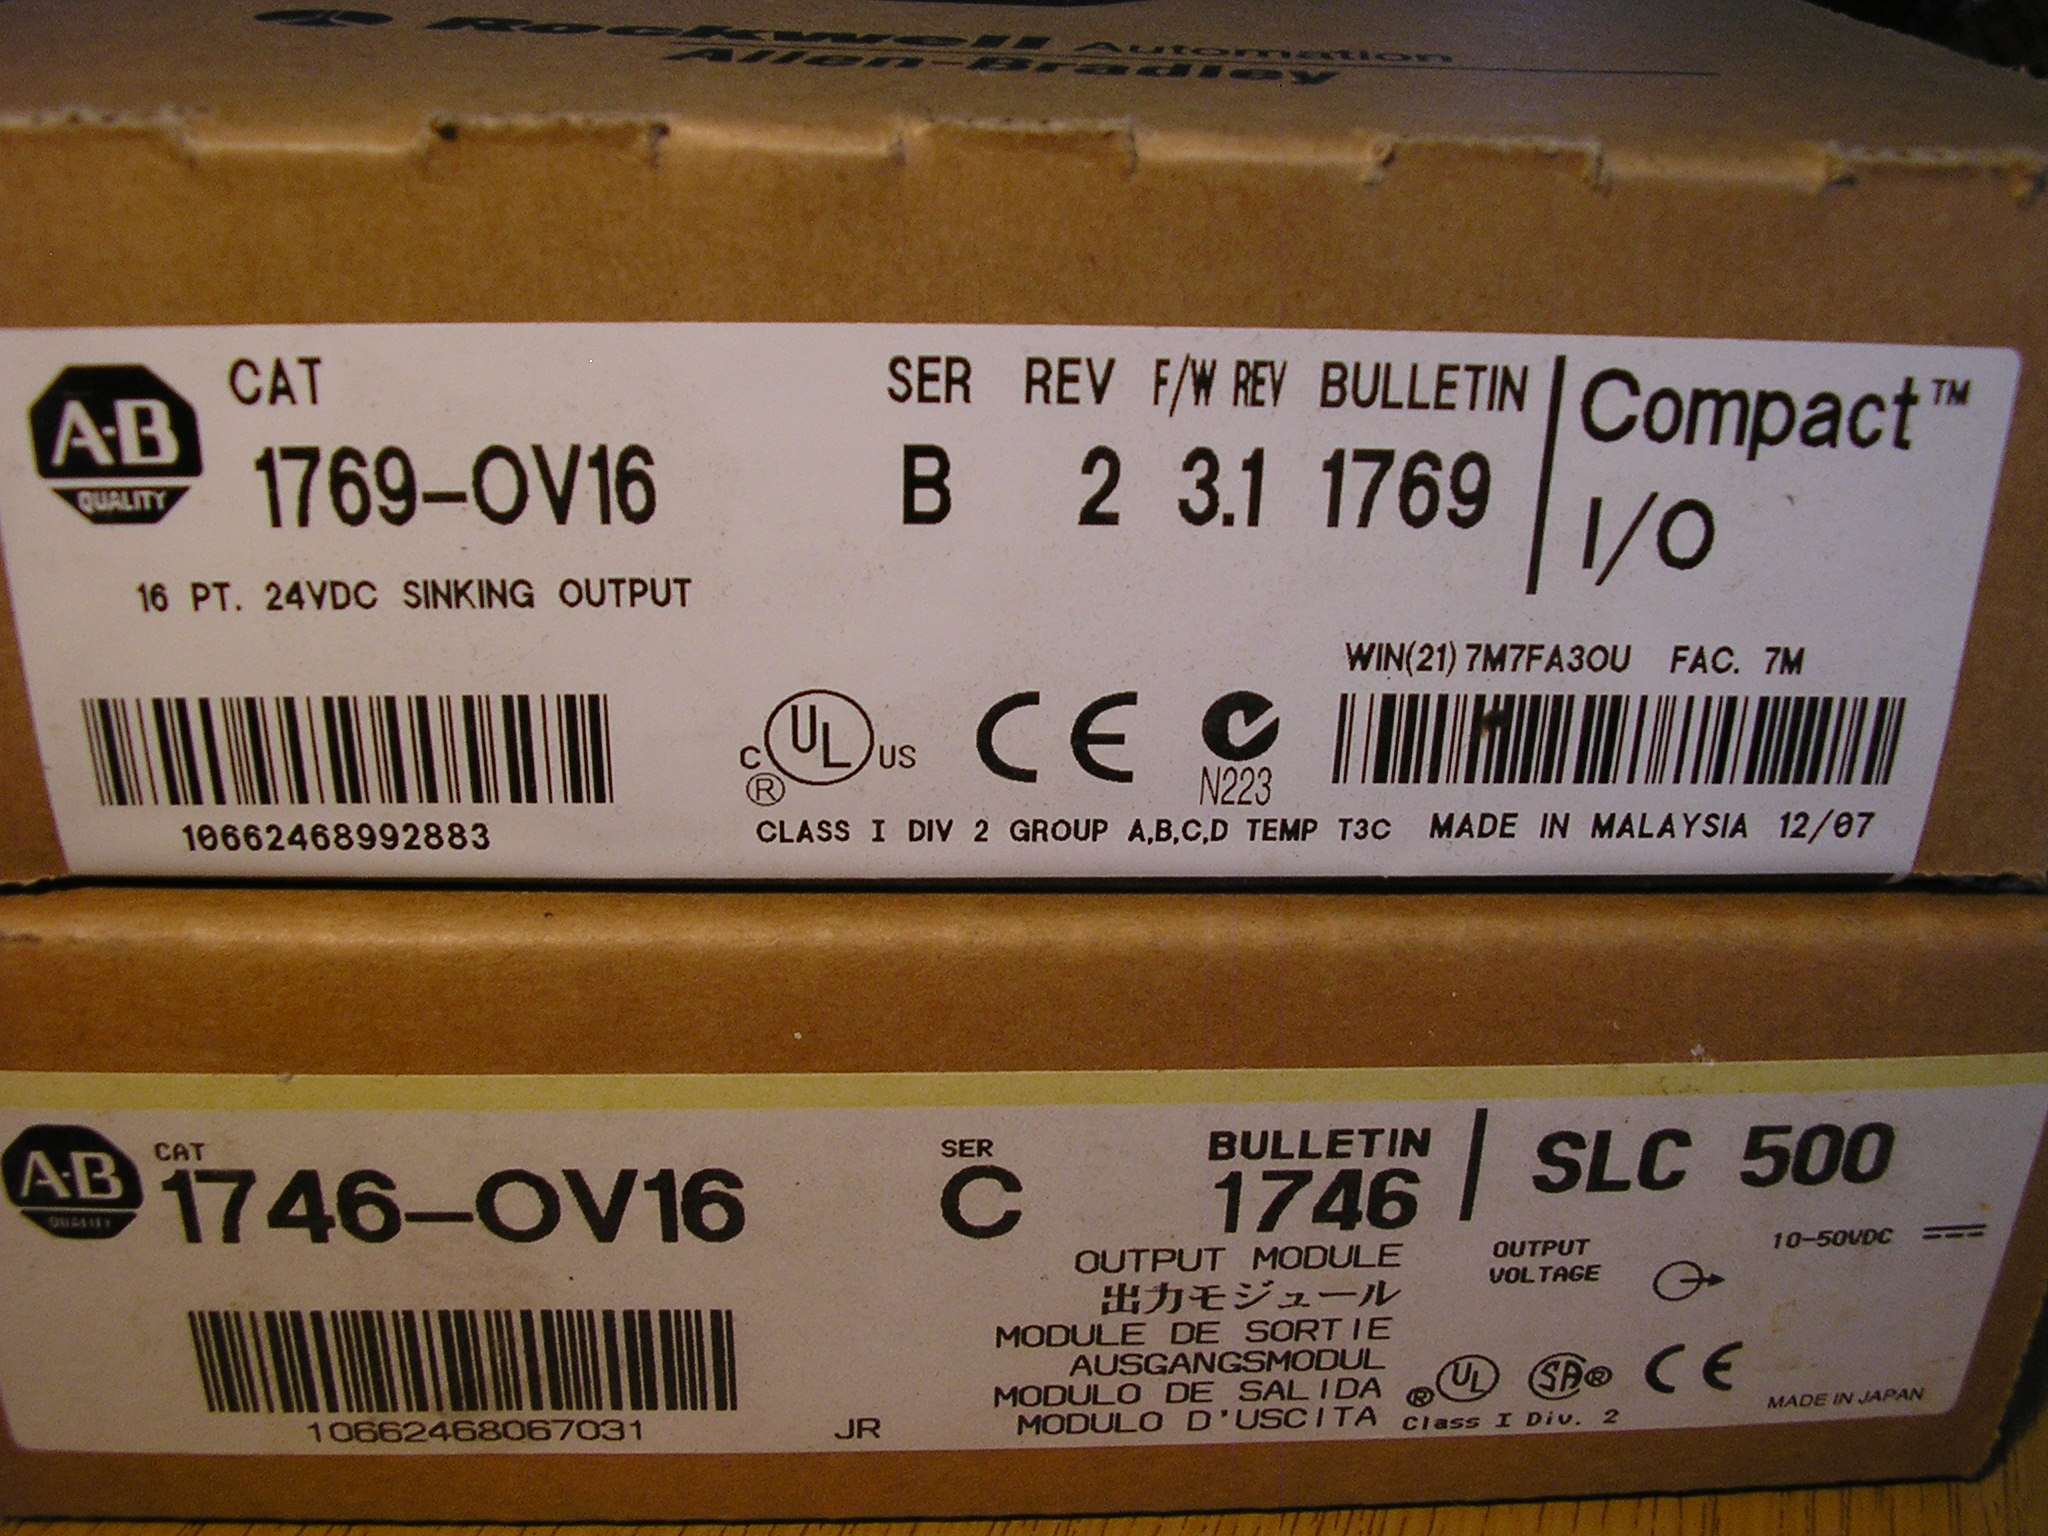 Rockwell Automation
Allen-Bradley
A-B
QUALITY
CAT
1769-OV16
SER REV F/W REV BULLETIN
B 2 3.1 1769
Compact™
I/O
16 PT. 24VDC SINKING OUTPUT
WIN(21) 7M7FA3OU FAC. 7M
C UL US
®
CE
N223
10662468992883
CLASS I DIV 2 GROUP A,B,C,D TEMP T3C MADE IN MALAYSIA 12/07
A-B
QUALITY
CAT
1746-OV16
SER
C
BULLETIN
1746
SLC 500
OUTPUT MODULE
出力モジュール
MODULE DE SORTIE
AUSGANGSMODUL
MODULO DE SALIDA
MODULO D'USCITA
OUTPUT
VOLTAGE
10-50VDC
® UL SA® CE
Class I Div. 2
MADE IN JAPAN
10662468067031
JR